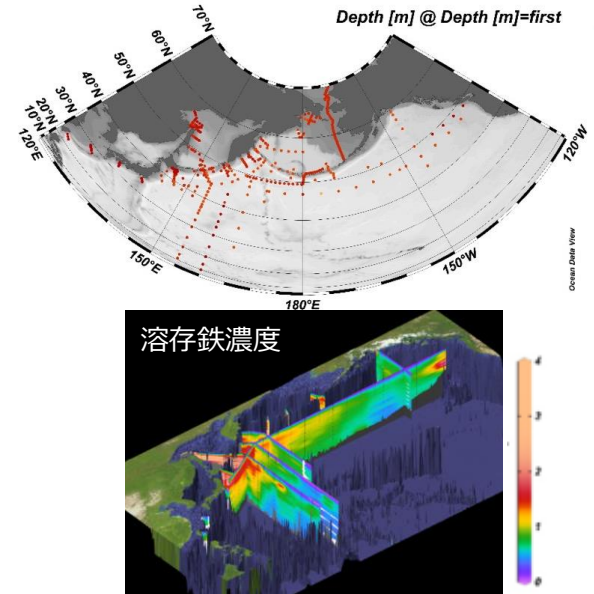 Depth [m] @ Depth [m]=first
70°N
60°N
50°N
40°N
30°N
20°N
10°N
120°E
150°E
180°E
150°W
120°W
Ocean Data View
溶存鉄濃度
4
3
2
1
0